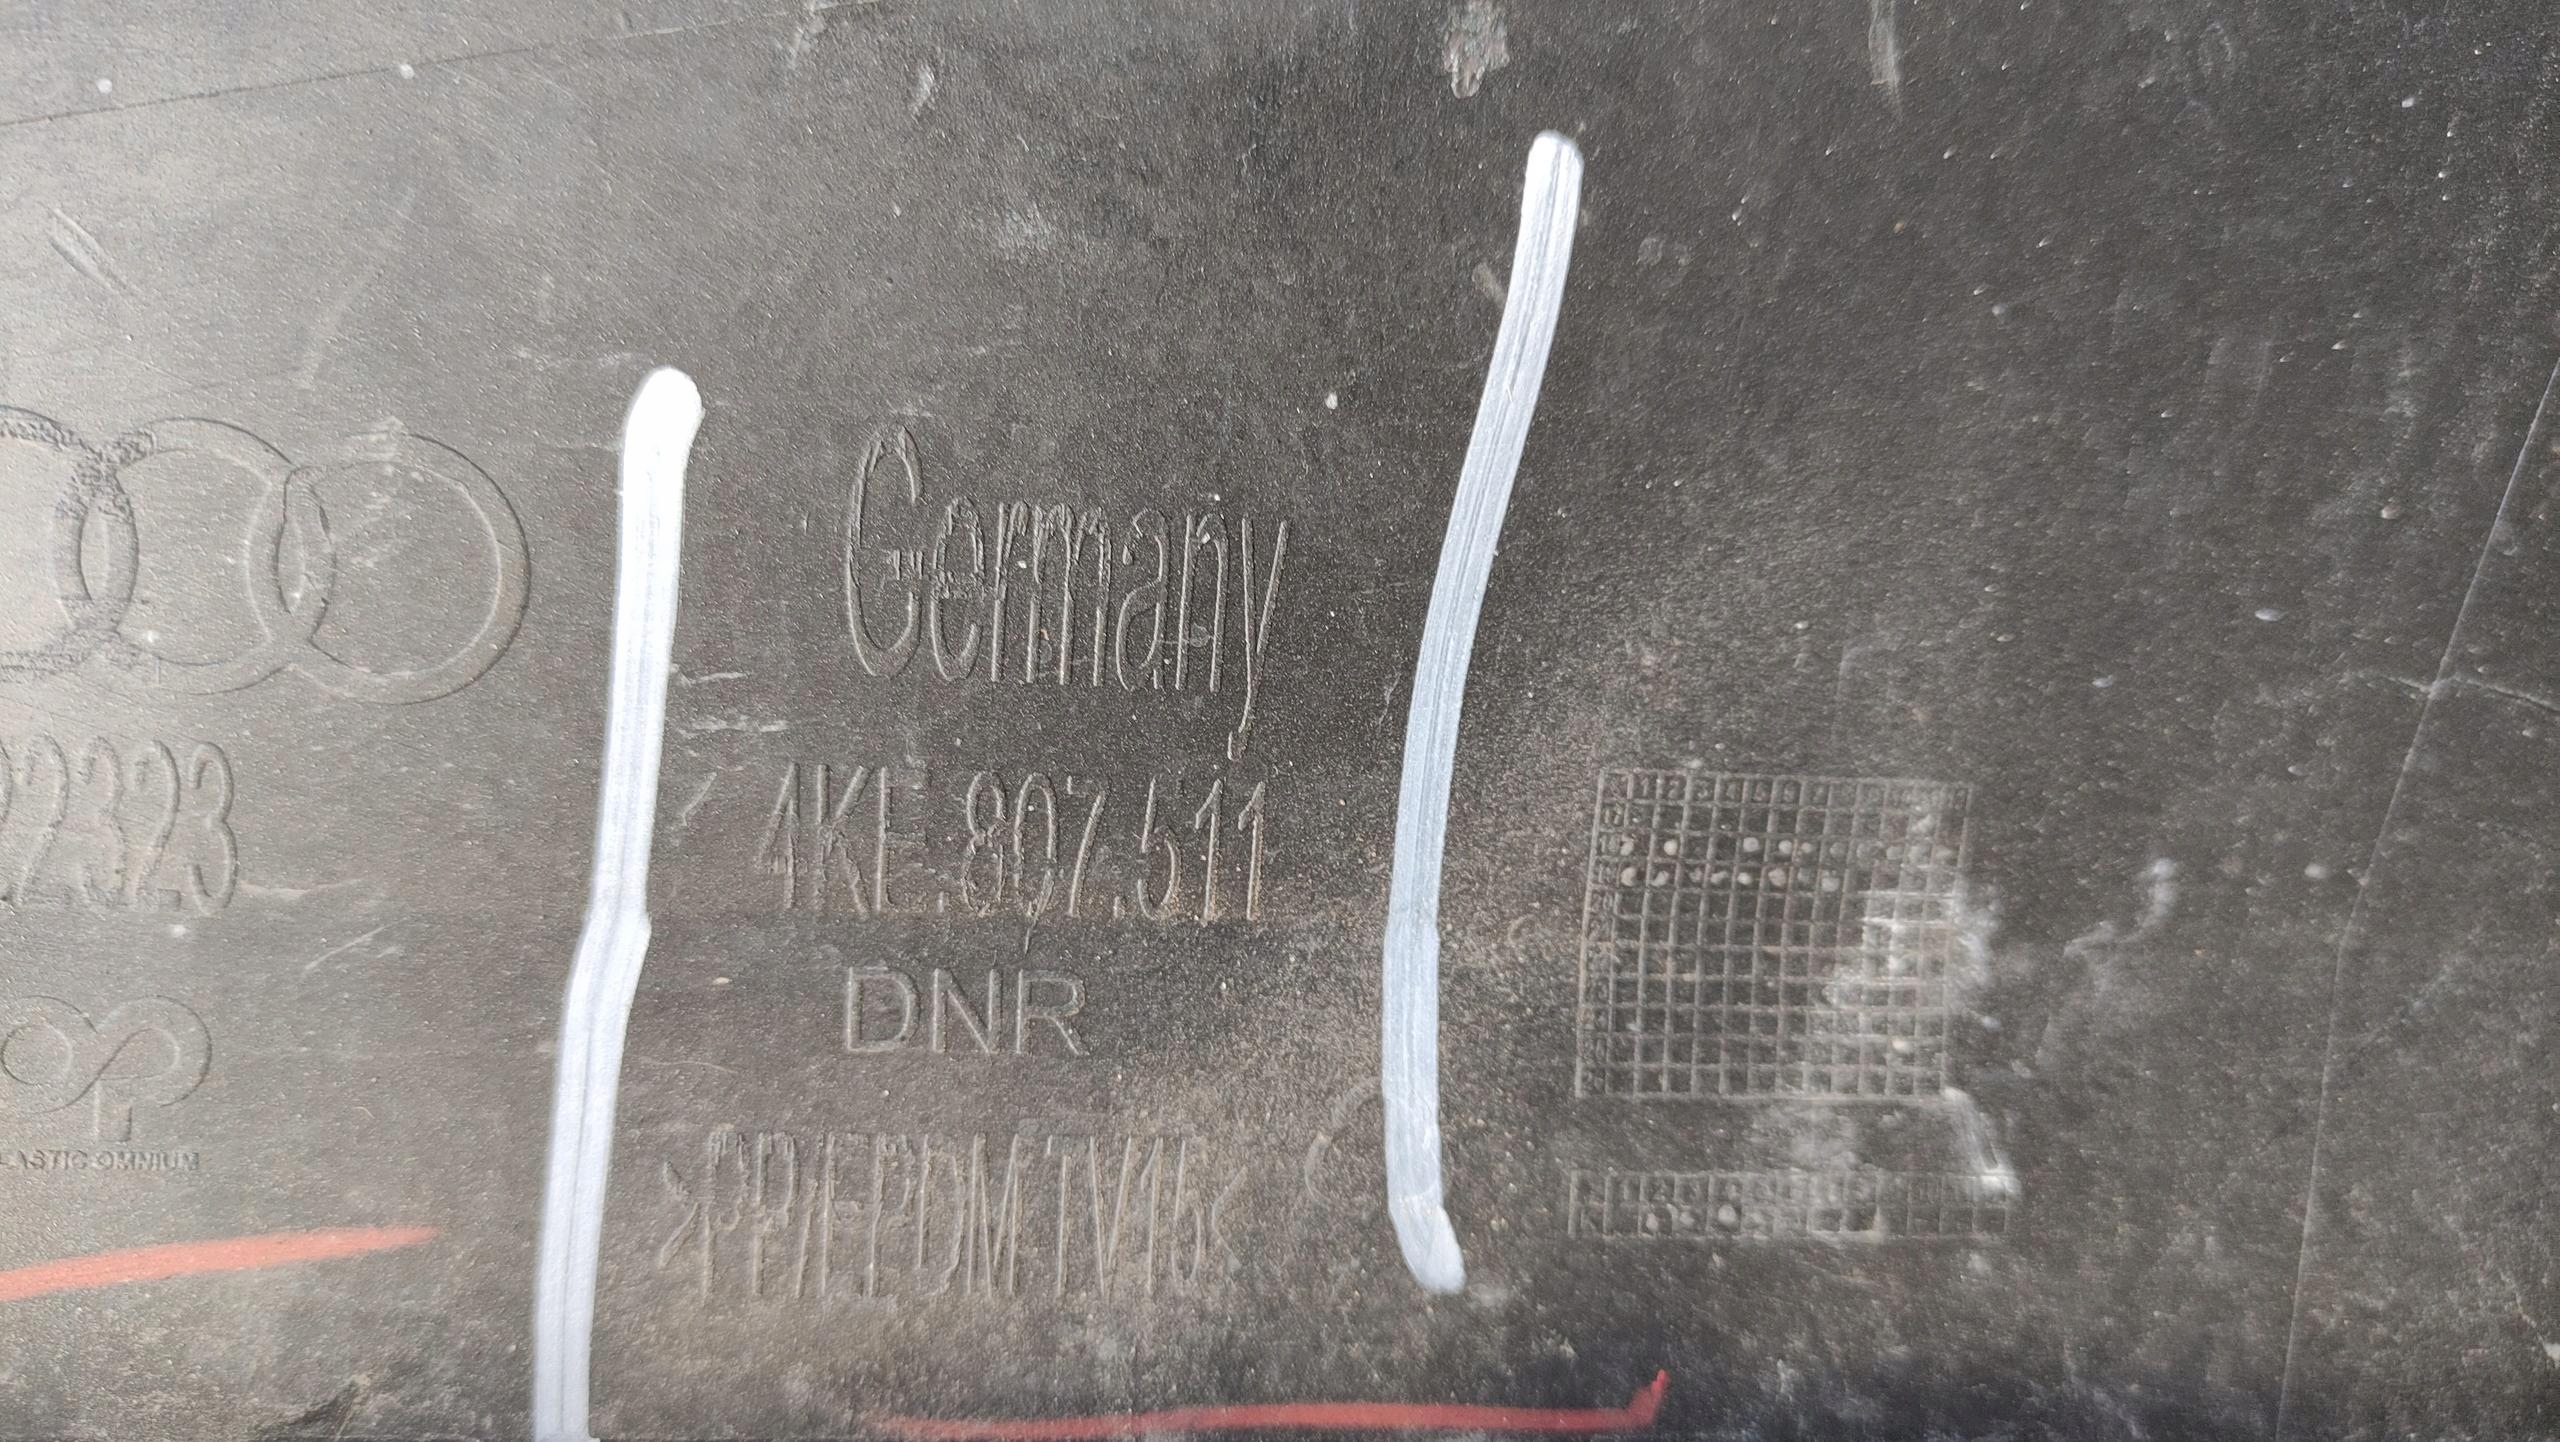 Germany
4KE.807.511
22323
DNR
PLASTIC OMNIUM
>PP/EPDM TV15<